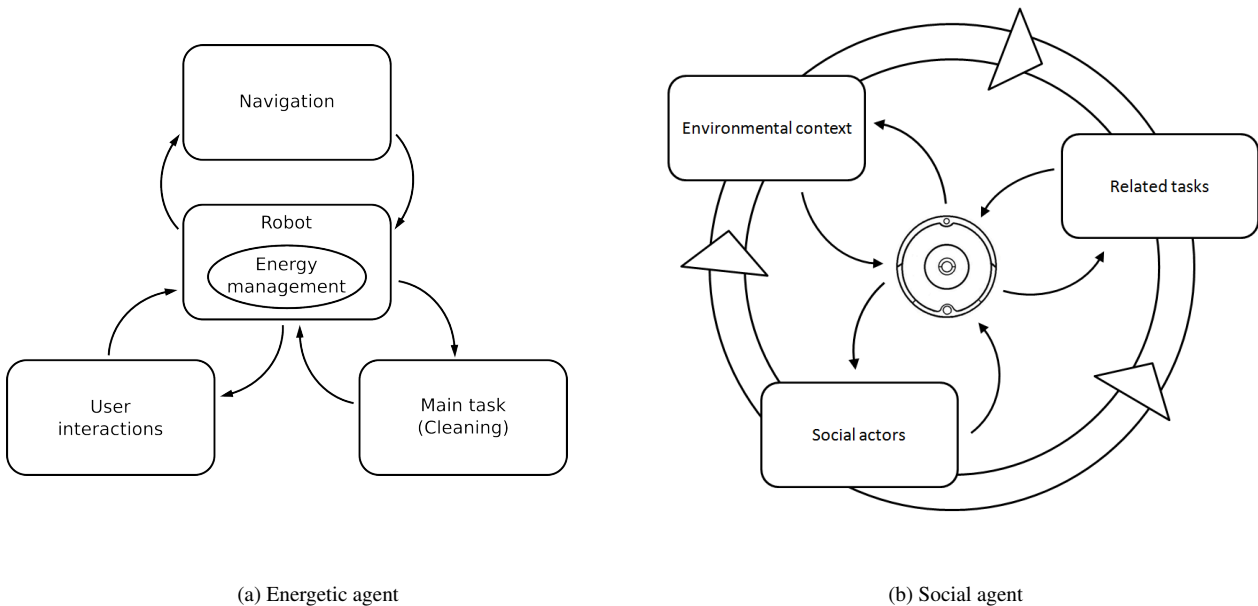 Navigation
Robot
Energy
management
User
interactions
Main task
(Cleaning)
(a) Energetic agent
Environmental context
Related tasks
Social actors
(b) Social agent